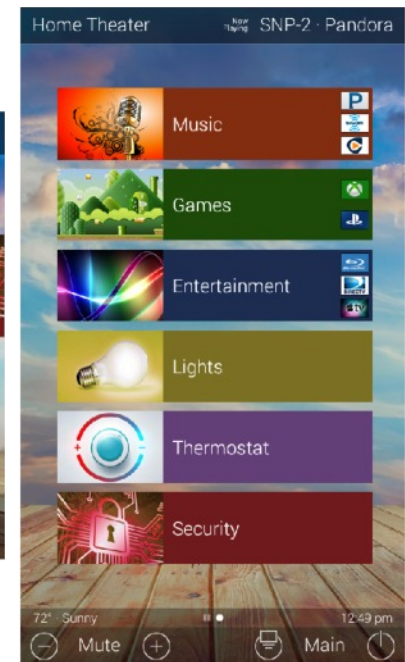 Home Theater
Now Playing SNP-2 · Pandora
Music
P
Games
Entertainment
tv
Lights
Thermostat
Security
72° Sunny
12:49 pm
Mute
Main